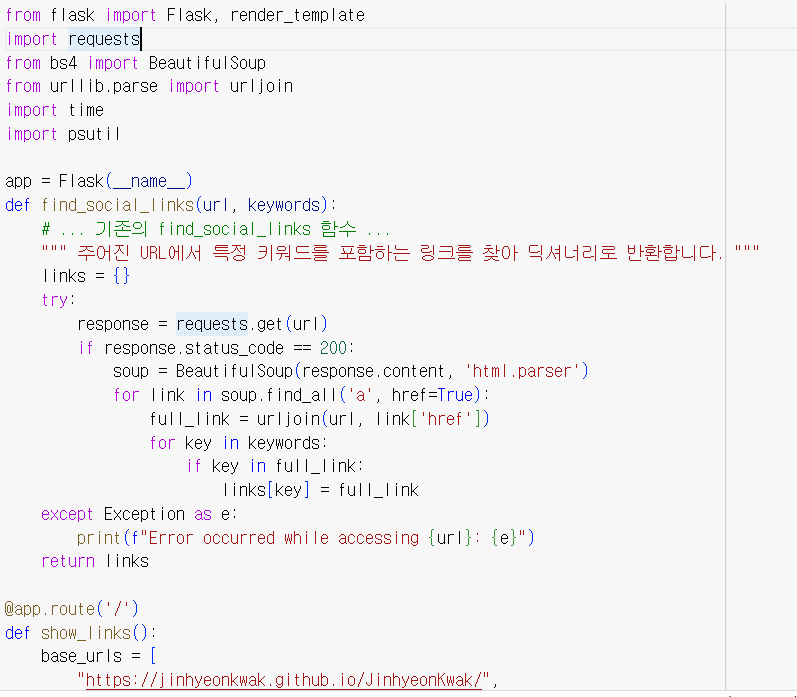 from flask import Flask, render_template
import requests
from bs4 import BeautifulSoup
from urllib.parse import urljoin
import time
import psutil

app = Flask(__name__)
def find_social_links(url, keywords):
    # ... 기존의 find_social_links 함수 ...
    """ 주어진 URL에서 특정 키워드를 포함하는 링크를 찾아 딕셔너리로 반환합니다. """
    links = {}
    try:
        response = requests.get(url)
        if response.status_code == 200:
            soup = BeautifulSoup(response.content, 'html.parser')
            for link in soup.find_all('a', href=True):
                full_link = urljoin(url, link['href'])
                for key in keywords:
                    if key in full_link:
                        links[key] = full_link
    except Exception as e:
        print(f"Error occurred while accessing {url}: {e}")
    return links

@app.route('/')
def show_links():
    base_urls = [
        "https://jinhyeonkwak.github.io/JinhyeonKwak/",